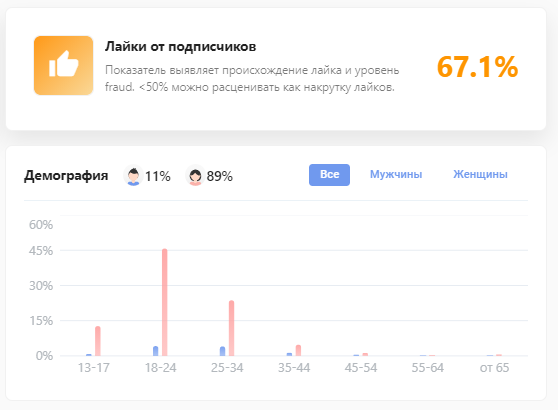 Лайки от подписчиков
Показатель выявляет происхождение лайка и уровень
fraud. <50% можно расценивать как накрутку лайков.
67.1%
Демография 11% 89% Все Мужчины Женщины
60%
45%
30%
15%
0%
13-17 18-24 25-34 35-44 45-54 55-64 от 65